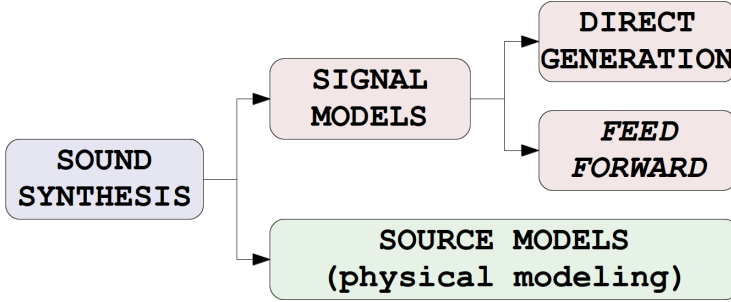 SOUND
SYNTHESIS
SIGNAL
MODELS
DIRECT
GENERATION
FEED
FORWARD
SOURCE MODELS
(physical modeling)